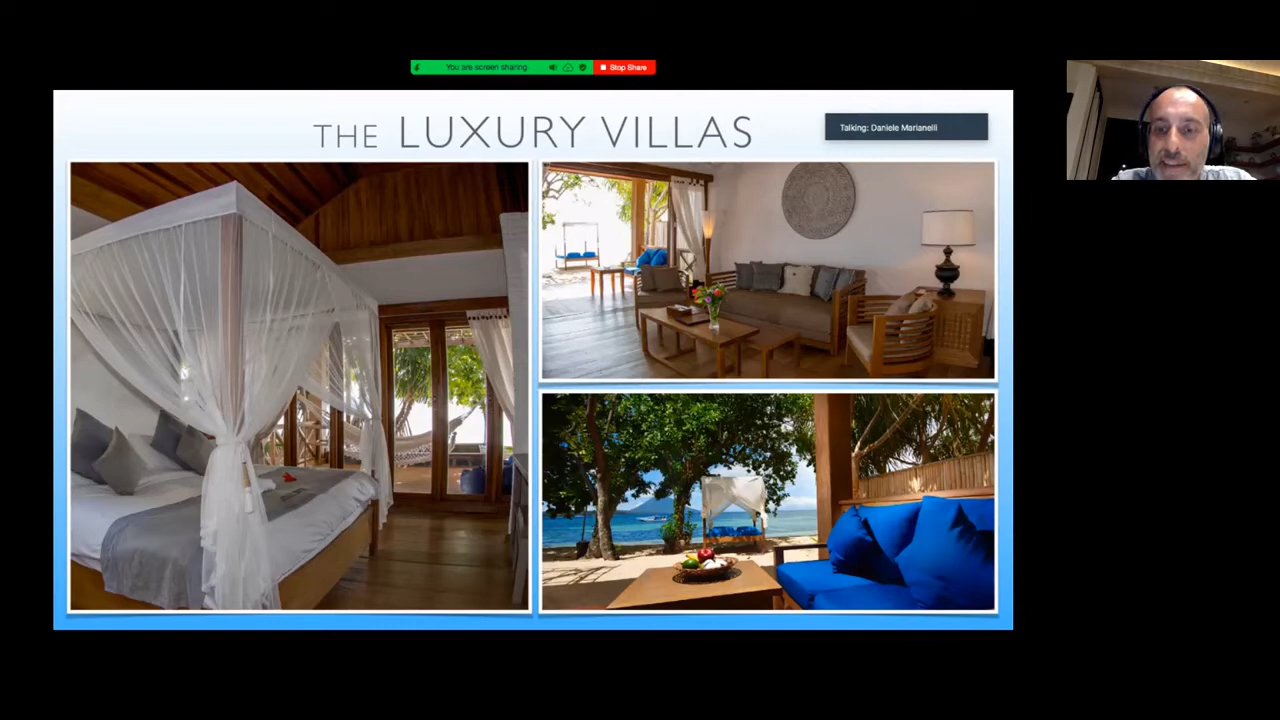 You are screen sharing
Stop Share
THE LUXURY VILLAS
Talking: Daniele Marianelli